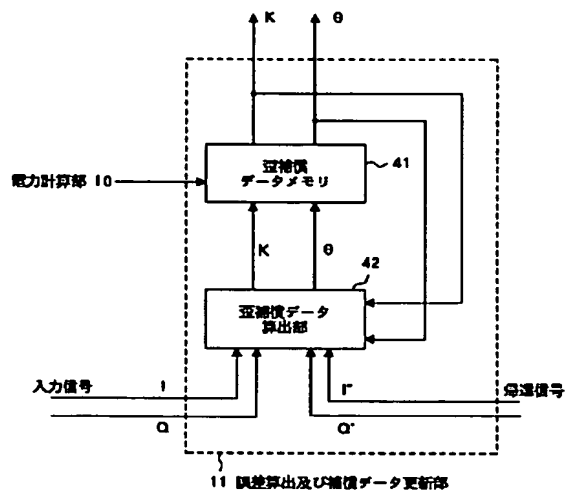 K θ
歪補償
データメモリ
41
電力計算部 10
K θ
42
歪補償データ
算出部
入力信号 I
I" 帰還信号
Q
Q"
11 誤差算出及び補償データ更新部